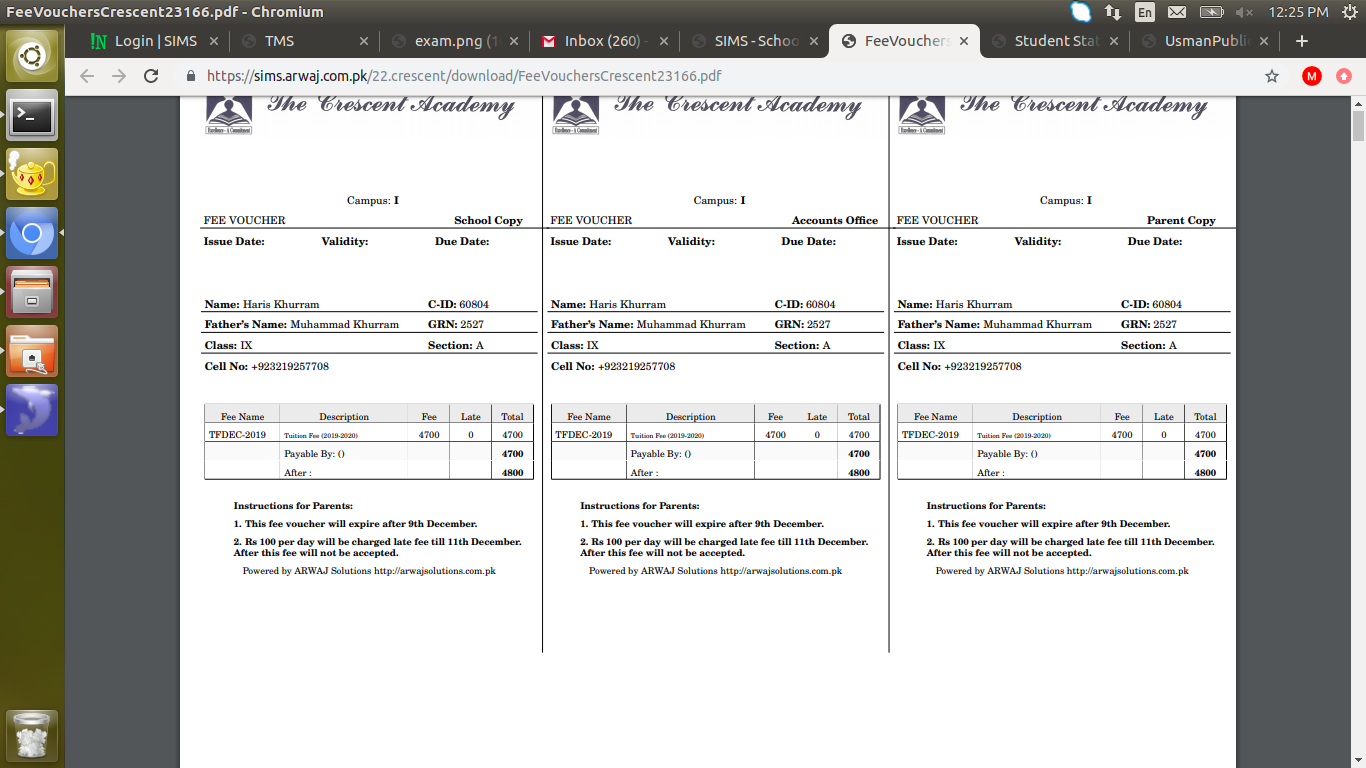 FeeVouchersCrescent23166.pdf - Chromium
En
12:25 PM
!N Login | SIMS
TMS
exam.png (1
Inbox (260) -
SIMS - Schoo
FeeVouchers
Student Stat
UsmanPubli
https://sims.arwaj.com.pk/22.crescent/download/FeeVouchersCrescent23166.pdf
M
The Crescent Academy
Excellence - A Commitment
Campus: I
FEE VOUCHER School Copy
Issue Date: Validity: Due Date:
Name: Haris Khurram C-ID: 60804
Father's Name: Muhammad Khurram GRN: 2527
Class: IX Section: A
Cell No: +923219257708
Fee Name Description Fee Late Total
TFDEC-2019 Tuition Fee (2019-2020) 4700 0 4700
Payable By: () 4700
After : 4800
Instructions for Parents:
1. This fee voucher will expire after 9th December.
2. Rs 100 per day will be charged late fee till 11th December.
After this fee will not be accepted.
Powered by ARWAJ Solutions http://arwajsolutions.com.pk
The Crescent Academy
Excellence - A Commitment
Campus: I
FEE VOUCHER Accounts Office
Issue Date: Validity: Due Date:
Name: Haris Khurram C-ID: 60804
Father's Name: Muhammad Khurram GRN: 2527
Class: IX Section: A
Cell No: +923219257708
Fee Name Description Fee Late Total
TFDEC-2019 Tuition Fee (2019-2020) 4700 0 4700
Payable By: () 4700
After : 4800
Instructions for Parents:
1. This fee voucher will expire after 9th December.
2. Rs 100 per day will be charged late fee till 11th December.
After this fee will not be accepted.
Powered by ARWAJ Solutions http://arwajsolutions.com.pk
The Crescent Academy
Excellence - A Commitment
Campus: I
FEE VOUCHER Parent Copy
Issue Date: Validity: Due Date:
Name: Haris Khurram C-ID: 60804
Father's Name: Muhammad Khurram GRN: 2527
Class: IX Section: A
Cell No: +923219257708
Fee Name Description Fee Late Total
TFDEC-2019 Tuition Fee (2019-2020) 4700 0 4700
Payable By: () 4700
After : 4800
Instructions for Parents:
1. This fee voucher will expire after 9th December.
2. Rs 100 per day will be charged late fee till 11th December.
After this fee will not be accepted.
Powered by ARWAJ Solutions http://arwajsolutions.com.pk